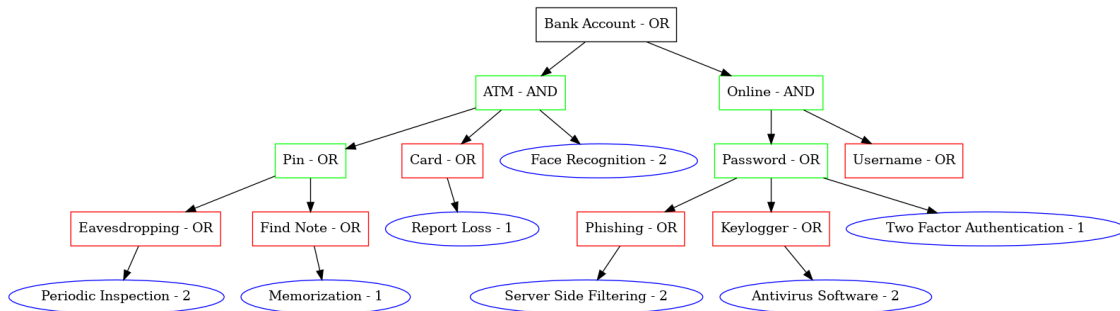 Bank Account - OR
ATM - AND
Online - AND
Pin - OR
Card - OR
Face Recognition - 2
Password - OR
Username - OR
Eavesdropping - OR
Find Note - OR
Report Loss - 1
Phishing - OR
Keylogger - OR
Two Factor Authentication - 1
Periodic Inspection - 2
Memorization - 1
Server Side Filtering - 2
Antivirus Software - 2